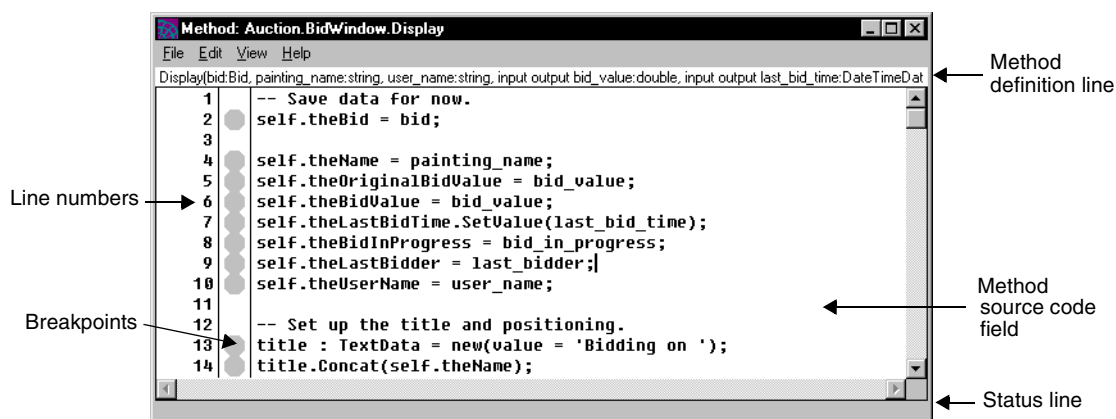 Method: Auction.BidWindow.Display
File Edit View Help
Display(bid:Bid, painting_name:string, user_name:string, input output bid_value:double, input output last_bid_time:DateTimeDat
Method
definition line
1 -- Save data for now.
2 self.theBid = bid;
3
4 self.theName = painting_name;
5 self.theOriginalBidValue = bid_value;
Line numbers
6 self.theBidValue = bid_value;
7 self.theLastBidTime.SetValue(last_bid_time);
8 self.theBidInProgress = bid_in_progress;
9 self.theLastBidder = last_bidder;
10 self.theUserName = user_name;
11
Method
source code
field
12 -- Set up the title and positioning.
Breakpoints
13 title : TextData = new(value = 'Bidding on ');
14 title.Concat(self.theName);
Status line